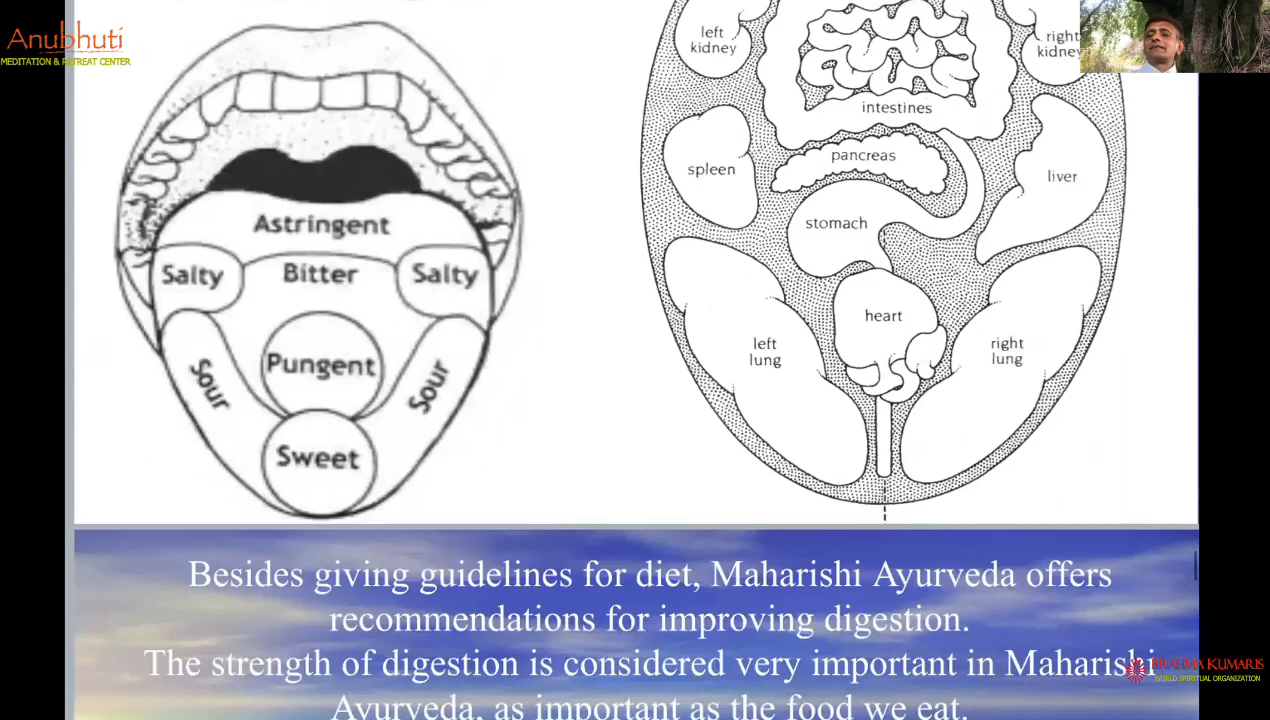 Anubhuti
MEDITATION & RETREAT CENTER
Astringent
Salty
Bitter
Salty
Pungent
Sour
Sour
Sweet
left
kidney
right
kidney
intestines
pancreas
spleen
liver
stomach
heart
left
lung
right
lung
Besides giving guidelines for diet, Maharishi Ayurveda offers
recommendations for improving digestion.
The strength of digestion is considered very important in Maharishi
Ayurveda, as important as the food we eat.
BRAHMA KUMARIS
WORLD SPIRITUAL ORGANIZATION